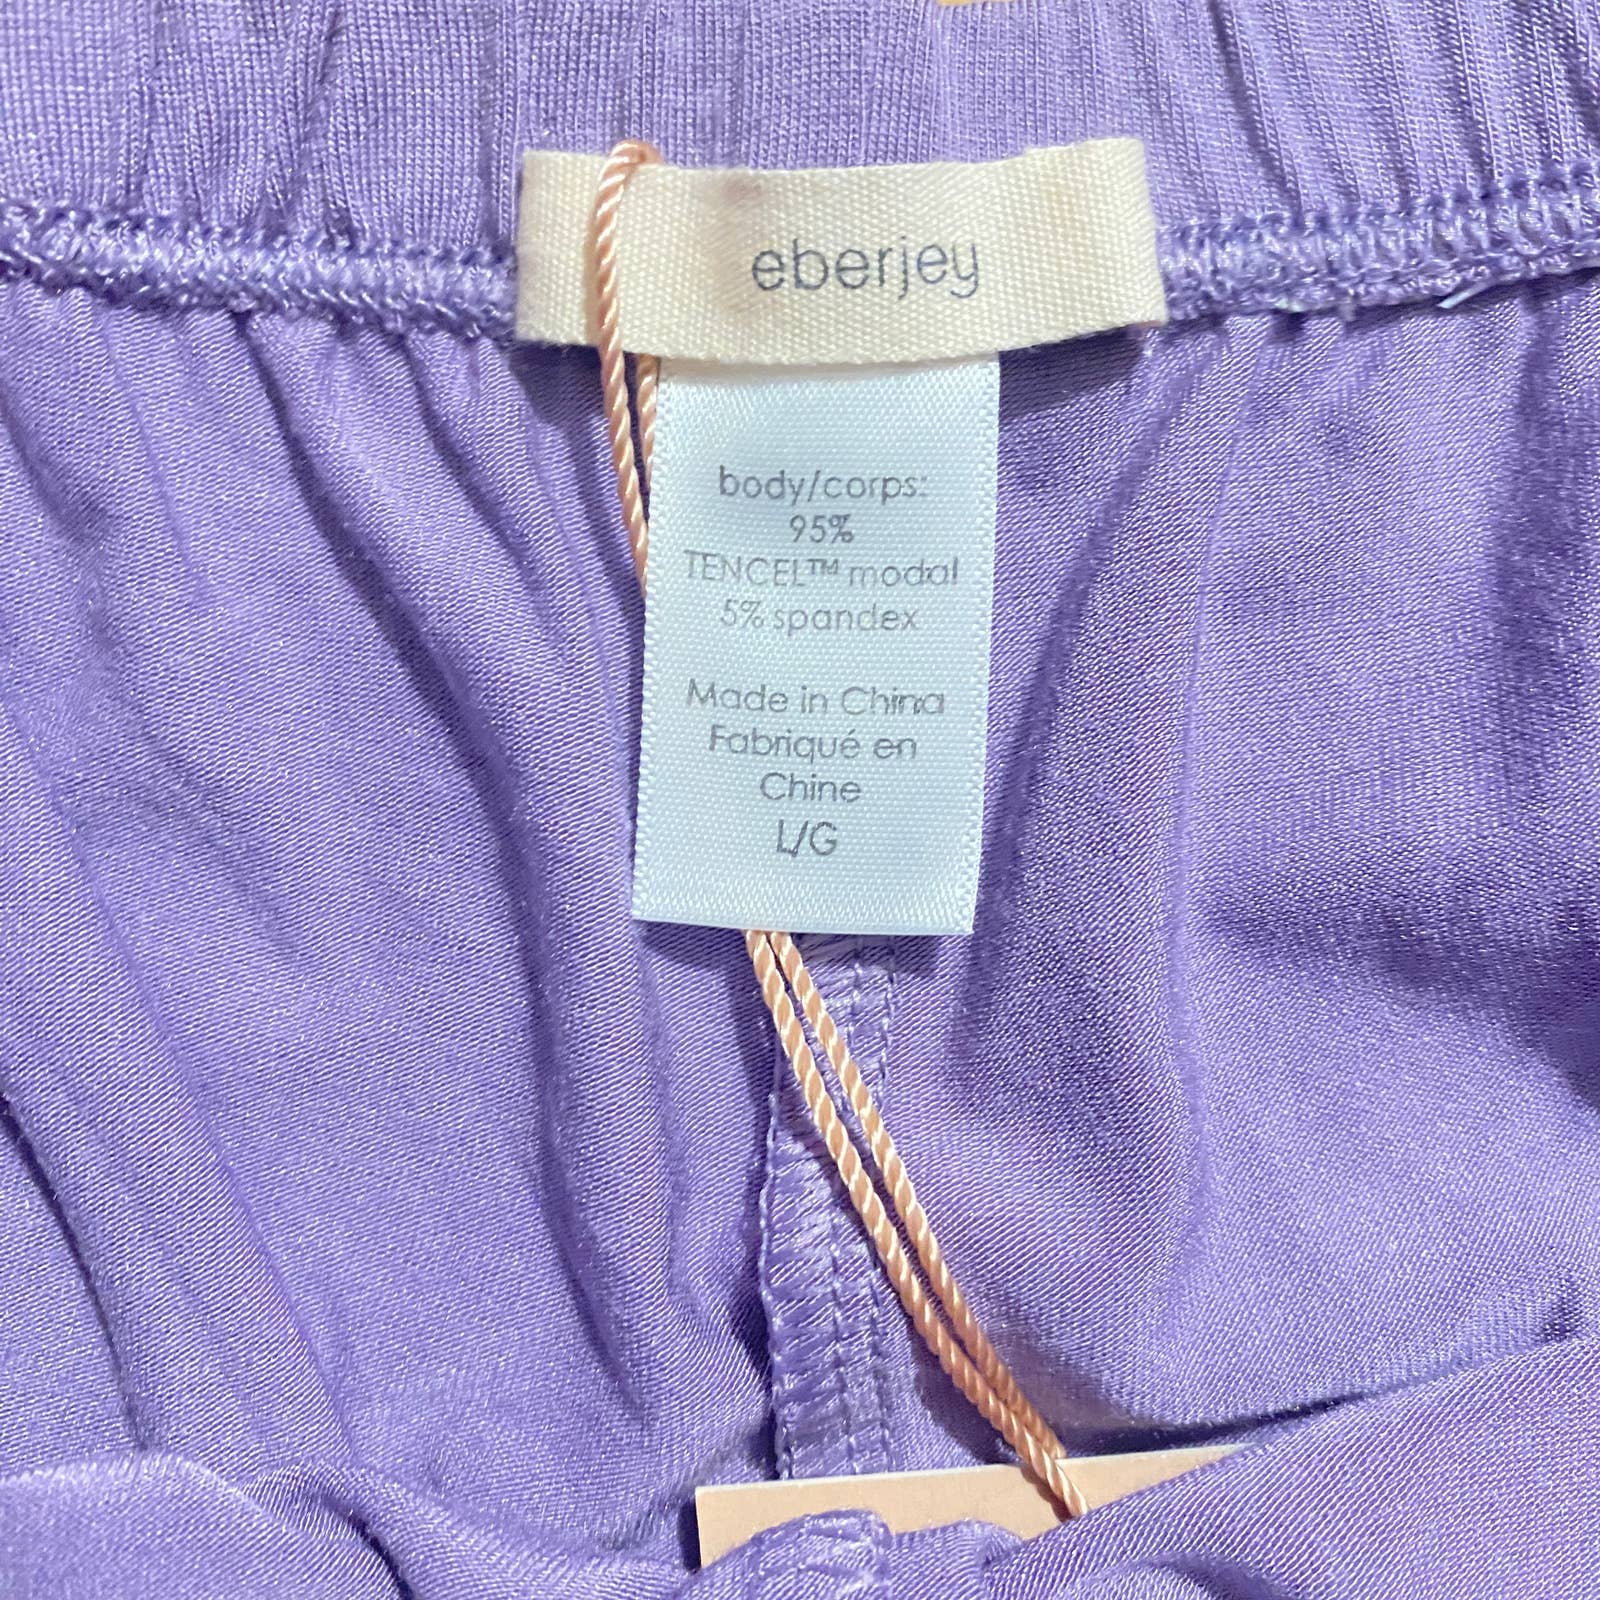 eberjey
body/corps:
95%
TENCEL™ modal
5% spandex
Made in China
Fabriqué en
Chine
L/G